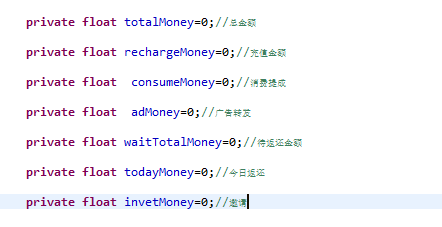 private float totalMoney=0;//总金额
private float rechargeMoney=0;//充值金额
private float  consumeMoney=0;//消费提成
private float  adMoney=0;//广告转发
private float waitTotalMoney=0;//待返还金额
private float todayMoney=0;//今日返还
private float invetMoney=0;//邀请